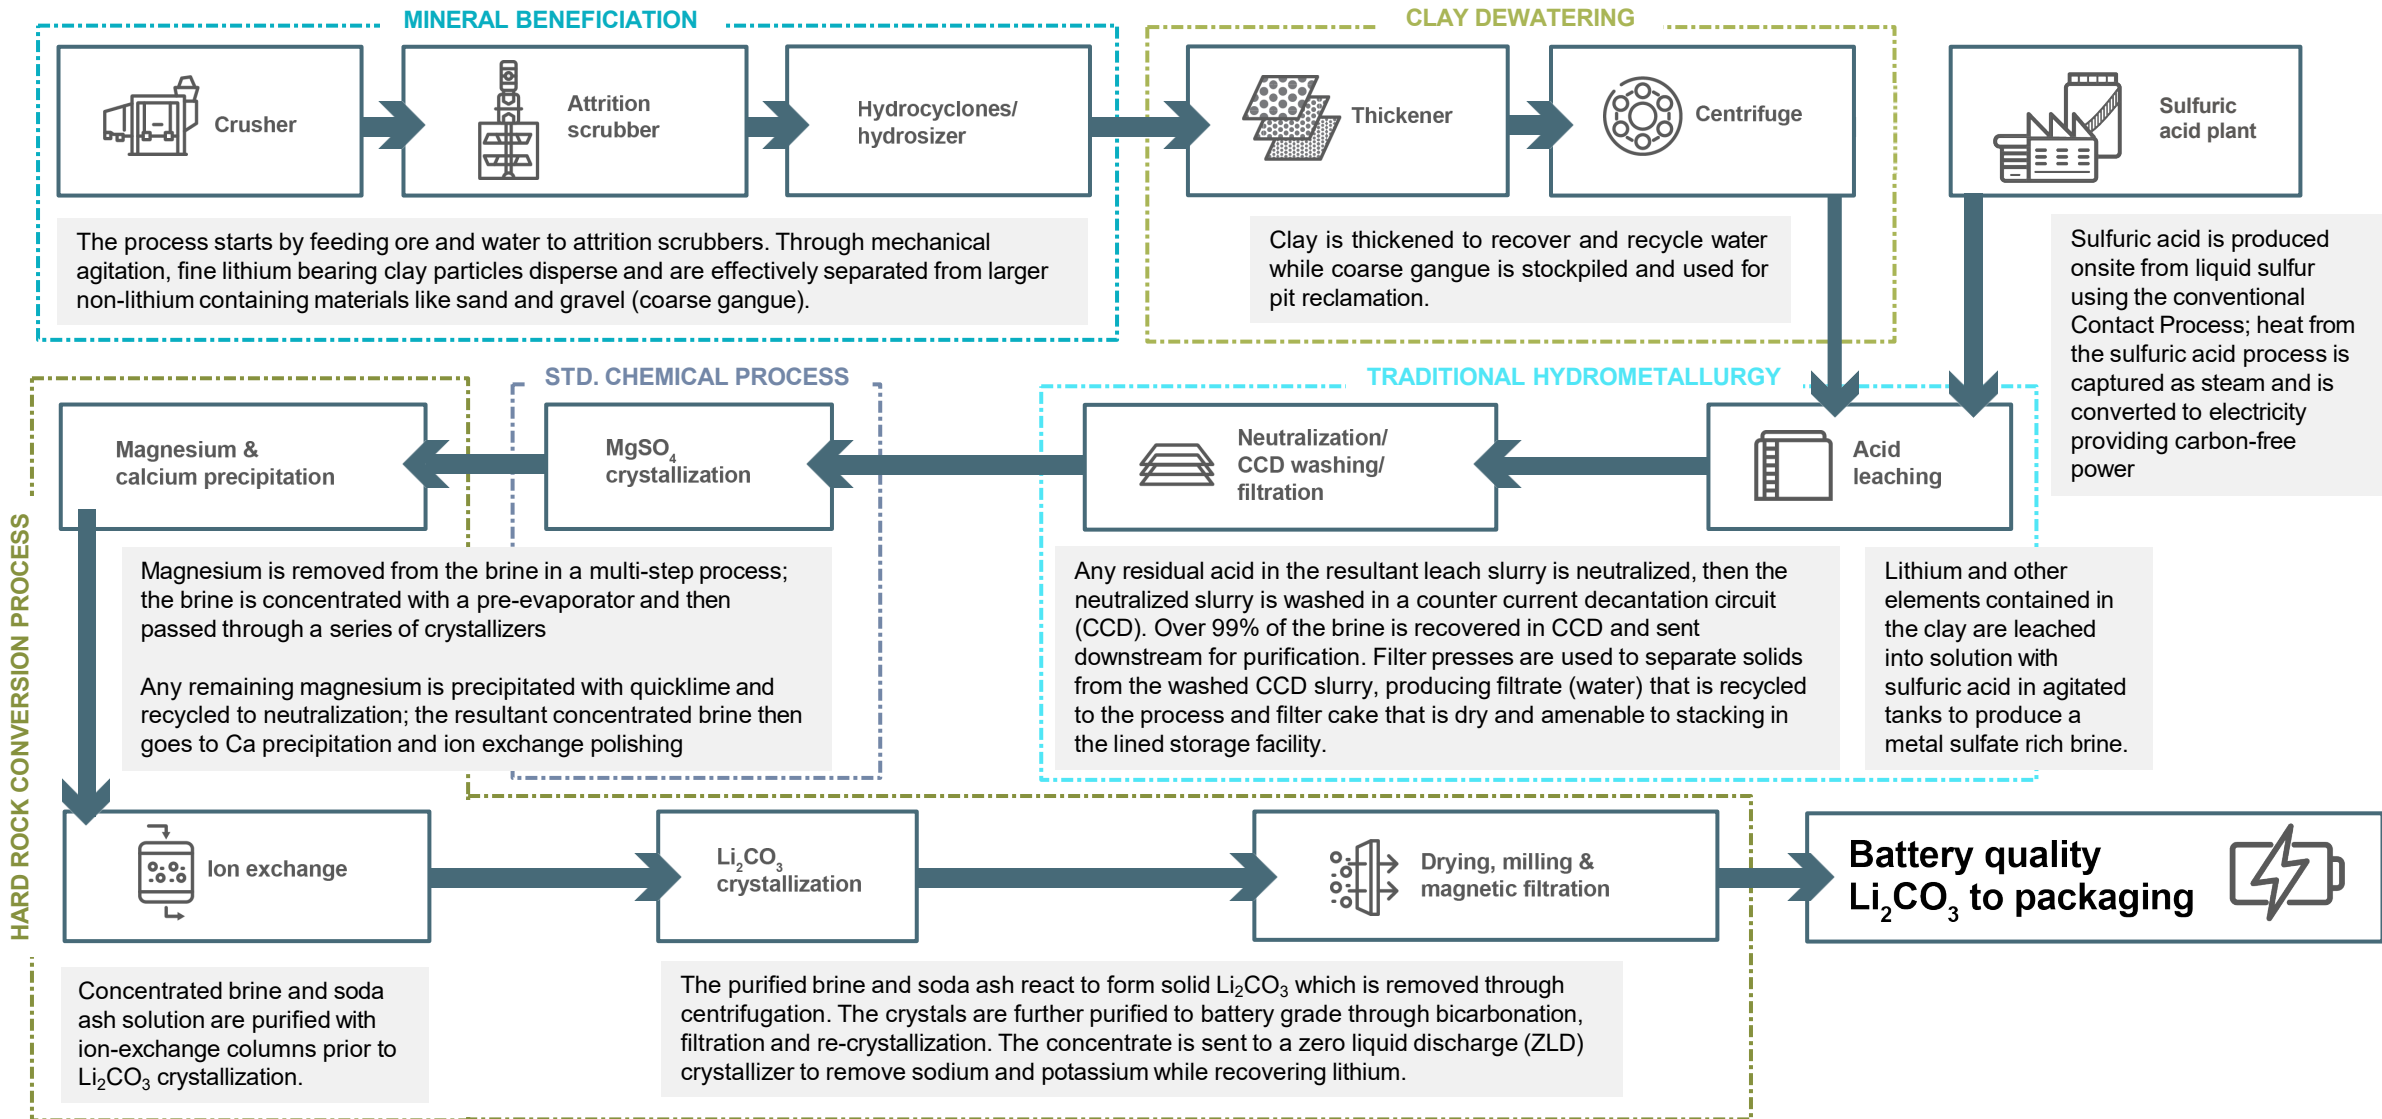 MINERAL BENEFICIATION
CLAY DEWATERING
Crusher
Attrition
scrubber
Hydrocyclones/
hydrosizer
Thickener
Centrifuge
Sulfuric
acid plant
The process starts by feeding ore and water to attrition scrubbers. Through mechanical
agitation, fine lithium bearing clay particles disperse and are effectively separated from larger
non-lithium containing materials like sand and gravel (coarse gangue).
Clay is thickened to recover and recycle water
while coarse gangue is stockpiled and used for
pit reclamation.
Sulfuric acid is produced
onsite from liquid sulfur
using the conventional
Contact Process; heat from
the sulfuric acid process is
captured as steam and is
converted to electricity
providing carbon-free
power
STD. CHEMICAL PROCESS
TRADITIONAL HYDROMETALLURGY
HARD ROCK CONVERSION PROCESS
Magnesium &
calcium precipitation
MgSO₄
crystallization
Neutralization/
CCD washing/
filtration
Acid
leaching
Magnesium is removed from the brine in a multi-step process;
the brine is concentrated with a pre-evaporator and then
passed through a series of crystallizers
Any remaining magnesium is precipitated with quicklime and
recycled to neutralization; the resultant concentrated brine then
goes to Ca precipitation and ion exchange polishing
Any residual acid in the resultant leach slurry is neutralized, then the
neutralized slurry is washed in a counter current decantation circuit
(CCD). Over 99% of the brine is recovered in CCD and sent
downstream for purification. Filter presses are used to separate solids
from the washed CCD slurry, producing filtrate (water) that is recycled
to the process and filter cake that is dry and amenable to stacking in
the lined storage facility.
Lithium and other
elements contained in
the clay are leached
into solution with
sulfuric acid in agitated
tanks to produce a
metal sulfate rich brine.
Ion exchange
Li₂CO₃
crystallization
Drying, milling &
magnetic filtration
Battery quality
Li₂CO₃ to packaging
Concentrated brine and soda
ash solution are purified with
ion-exchange columns prior to
Li₂CO₃ crystallization.
The purified brine and soda ash react to form solid Li₂CO₃ which is removed through
centrifugation. The crystals are further purified to battery grade through bicarbonation,
filtration and re-crystallization. The concentrate is sent to a zero liquid discharge (ZLD)
crystallizer to remove sodium and potassium while recovering lithium.